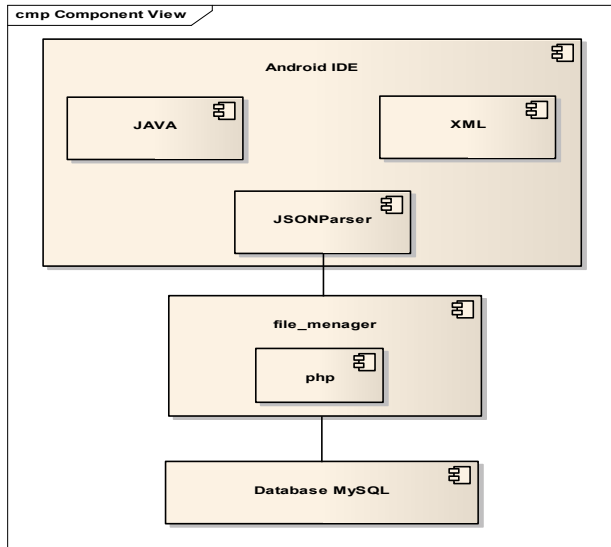 cmp Component View
Android IDE
JAVA
XML
JSONParser
file_menager
php
Database MySQL